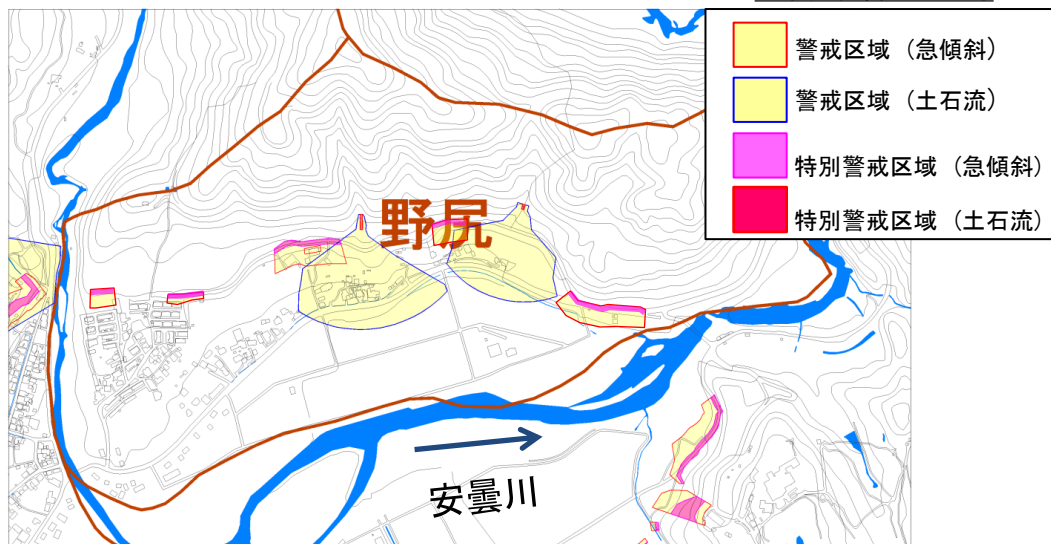 警戒区域（急傾斜）
警戒区域（土石流）
特別警戒区域（急傾斜）
特別警戒区域（土石流）
野尻
安曇川